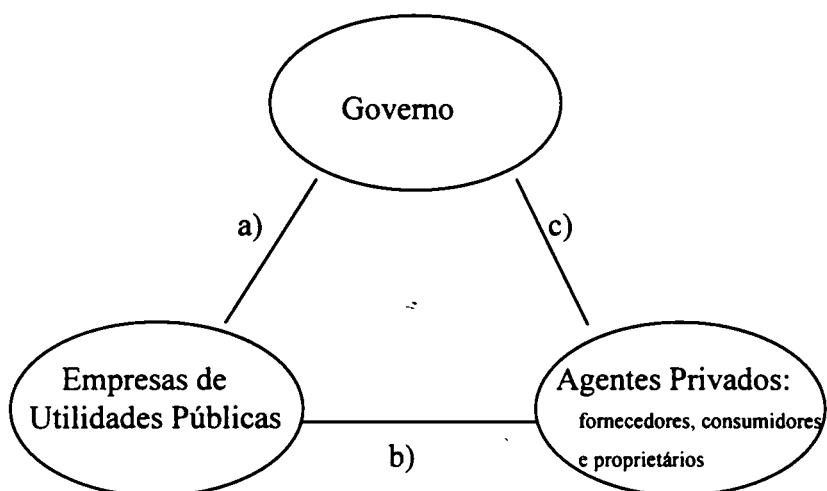 Governo
a)
c)
Empresas de
Utilidades Públicas
Agentes Privados:
fornecedores, consumidores
e proprietários
b)